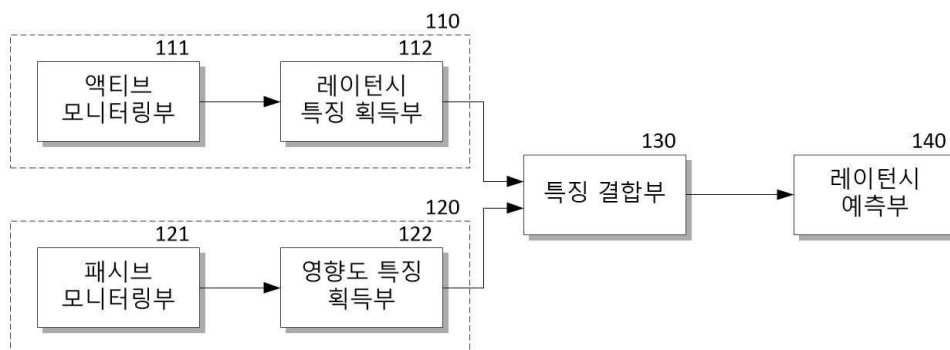 110
111
액티브
모니터링부
112
레이턴시
특징 획득부
120
121
패시브
모니터링부
122
영향도 특징
획득부
130
특징 결합부
140
레이턴시
예측부